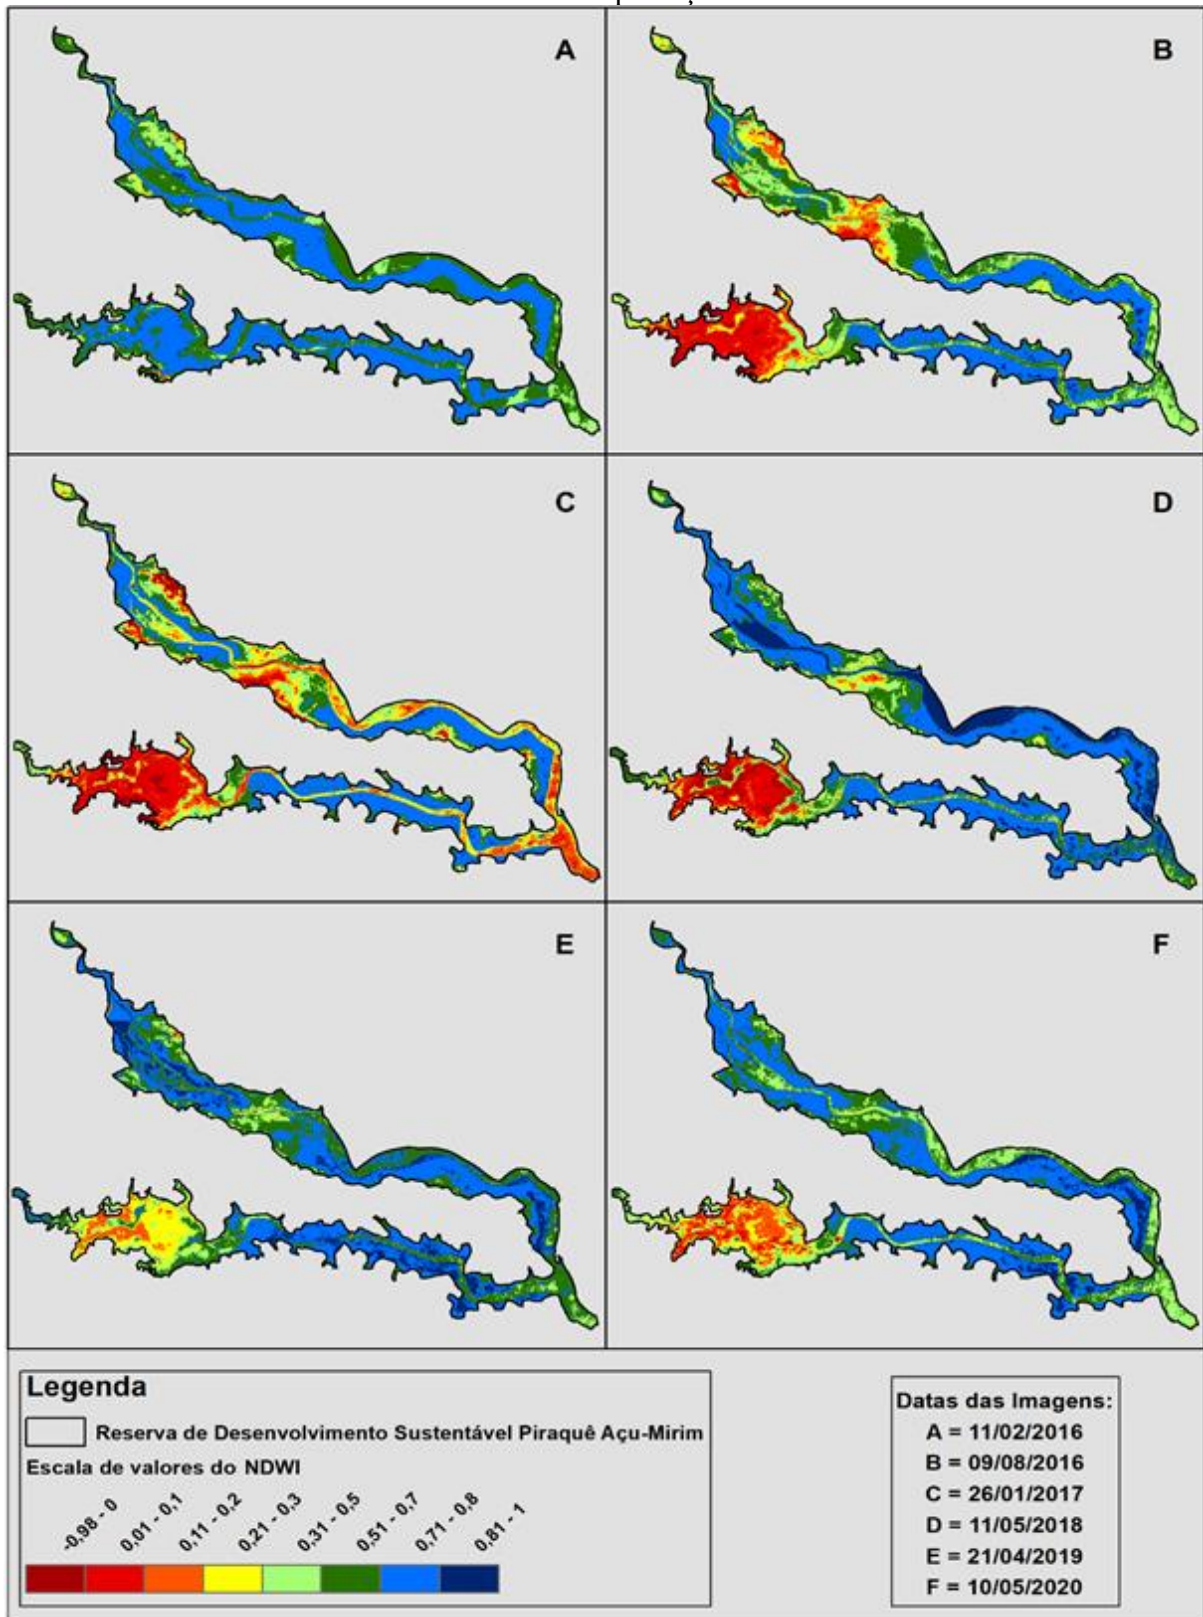 A
B
C
D
E
F
Legenda
Reserva de Desenvolvimento Sustentável Piraquê Açu-Mirim
Escala de valores do NDWI
-0,98 - 0
0,01 - 0,1
0,11 - 0,2
0,21 - 0,3
0,31 - 0,5
0,51 - 0,7
0,71 - 0,8
0,81 - 1
Datas das Imagens:
A = 11/02/2016
B = 09/08/2016
C = 26/01/2017
D = 11/05/2018
E = 21/04/2019
F = 10/05/2020